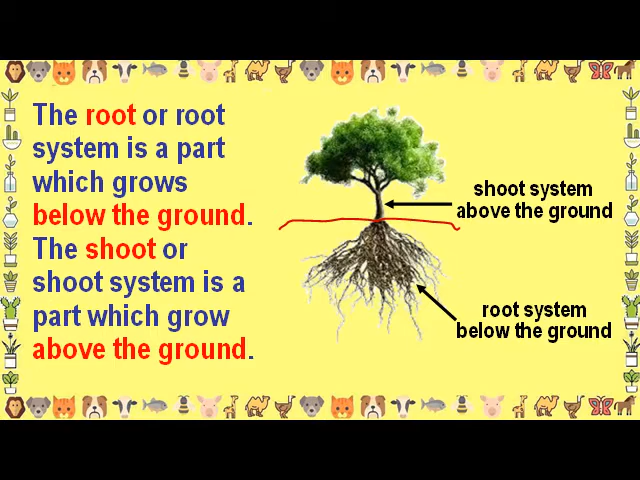 The root or root
system is a part
which grows
below the ground.
The shoot or
shoot system is a
part which grow
above the ground.
shoot system
above the ground
root system
below the ground